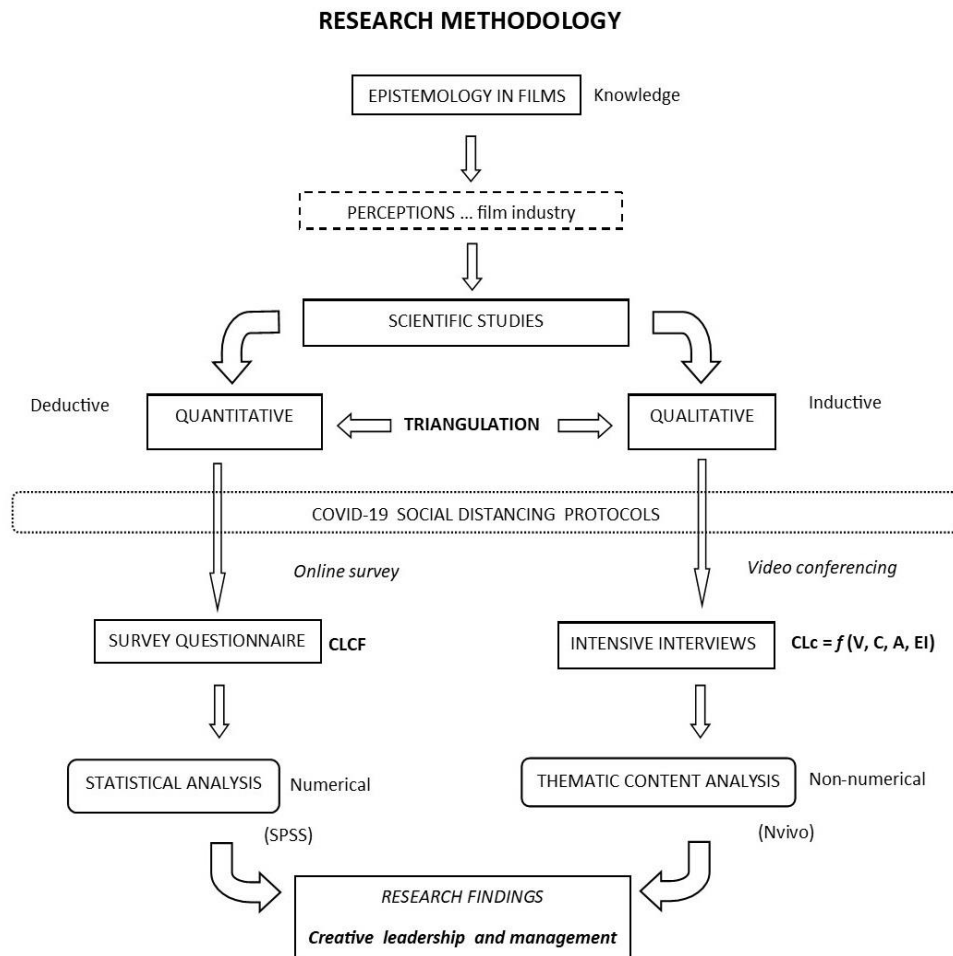 RESEARCH METHODOLOGY
EPISTEMOLOGY IN FILMS Knowledge
PERCEPTIONS ... film industry
SCIENTIFIC STUDIES
Deductive QUANTITATIVE TRIANGULATION QUALITATIVE Inductive
COVID-19 SOCIAL DISTANCING PROTOCOLS
Online survey Video conferencing
SURVEY QUESTIONNAIRE CLCF INTENSIVE INTERVIEWS CLc = f (V, C, A, EI)
STATISTICAL ANALYSIS Numerical THEMATIC CONTENT ANALYSIS Non-numerical
(SPSS) (Nvivo)
RESEARCH FINDINGS
Creative leadership and management